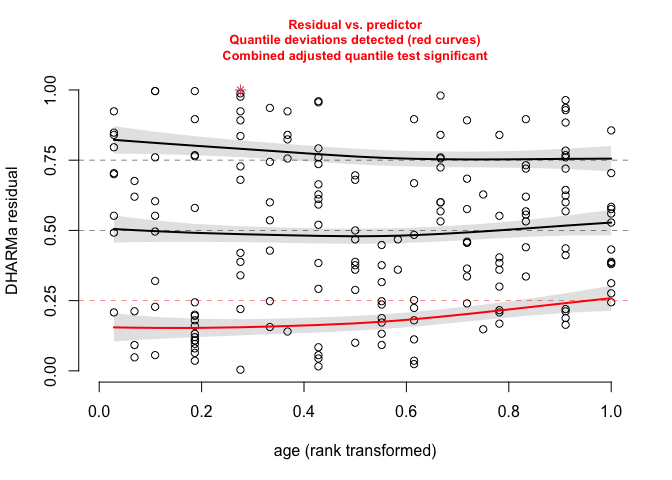 Residual vs. predictor
Quantile deviations detected (red curves)
Combined adjusted quantile test significant
1.00
0.75
0.50
0.25
0.00
DHARMa residual
0.0
0.2
0.4
0.6
0.8
1.0
age (rank transformed)